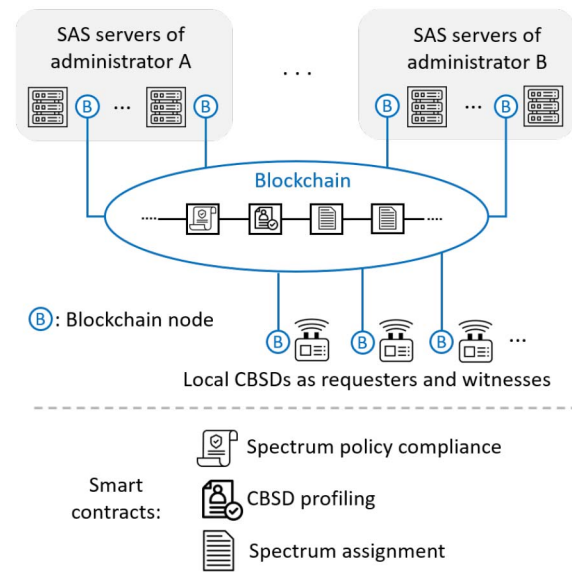 SAS servers of
administrator A
SAS servers of
administrator B
...
B
...
B
B
...
B
Blockchain
....
....
B: Blockchain node
B
B
B
...
Local CBSDs as requesters and witnesses
Smart
contracts:
Spectrum policy compliance
CBSD profiling
Spectrum assignment